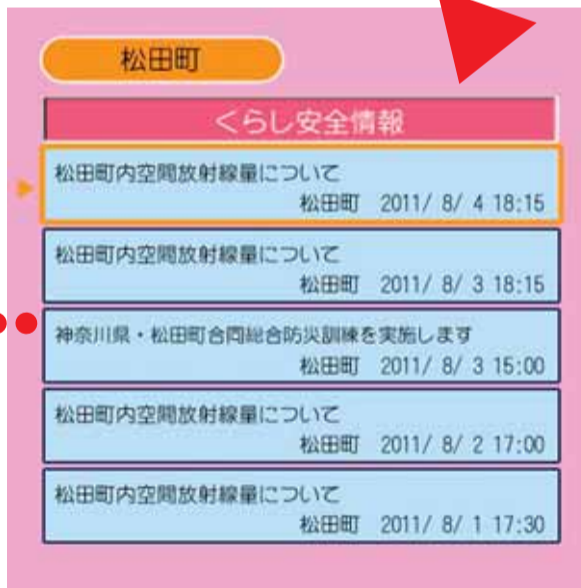 松田町
くらし安全情報
松田町内空間放射線量について
松田町 2011/ 8/ 4 18:15
松田町内空間放射線量について
松田町 2011/ 8/ 3 18:15
神奈川県・松田町合同総合防災訓練を実施します
松田町 2011/ 8/ 3 15:00
松田町内空間放射線量について
松田町 2011/ 8/ 2 17:00
松田町内空間放射線量について
松田町 2011/ 8/ 1 17:30